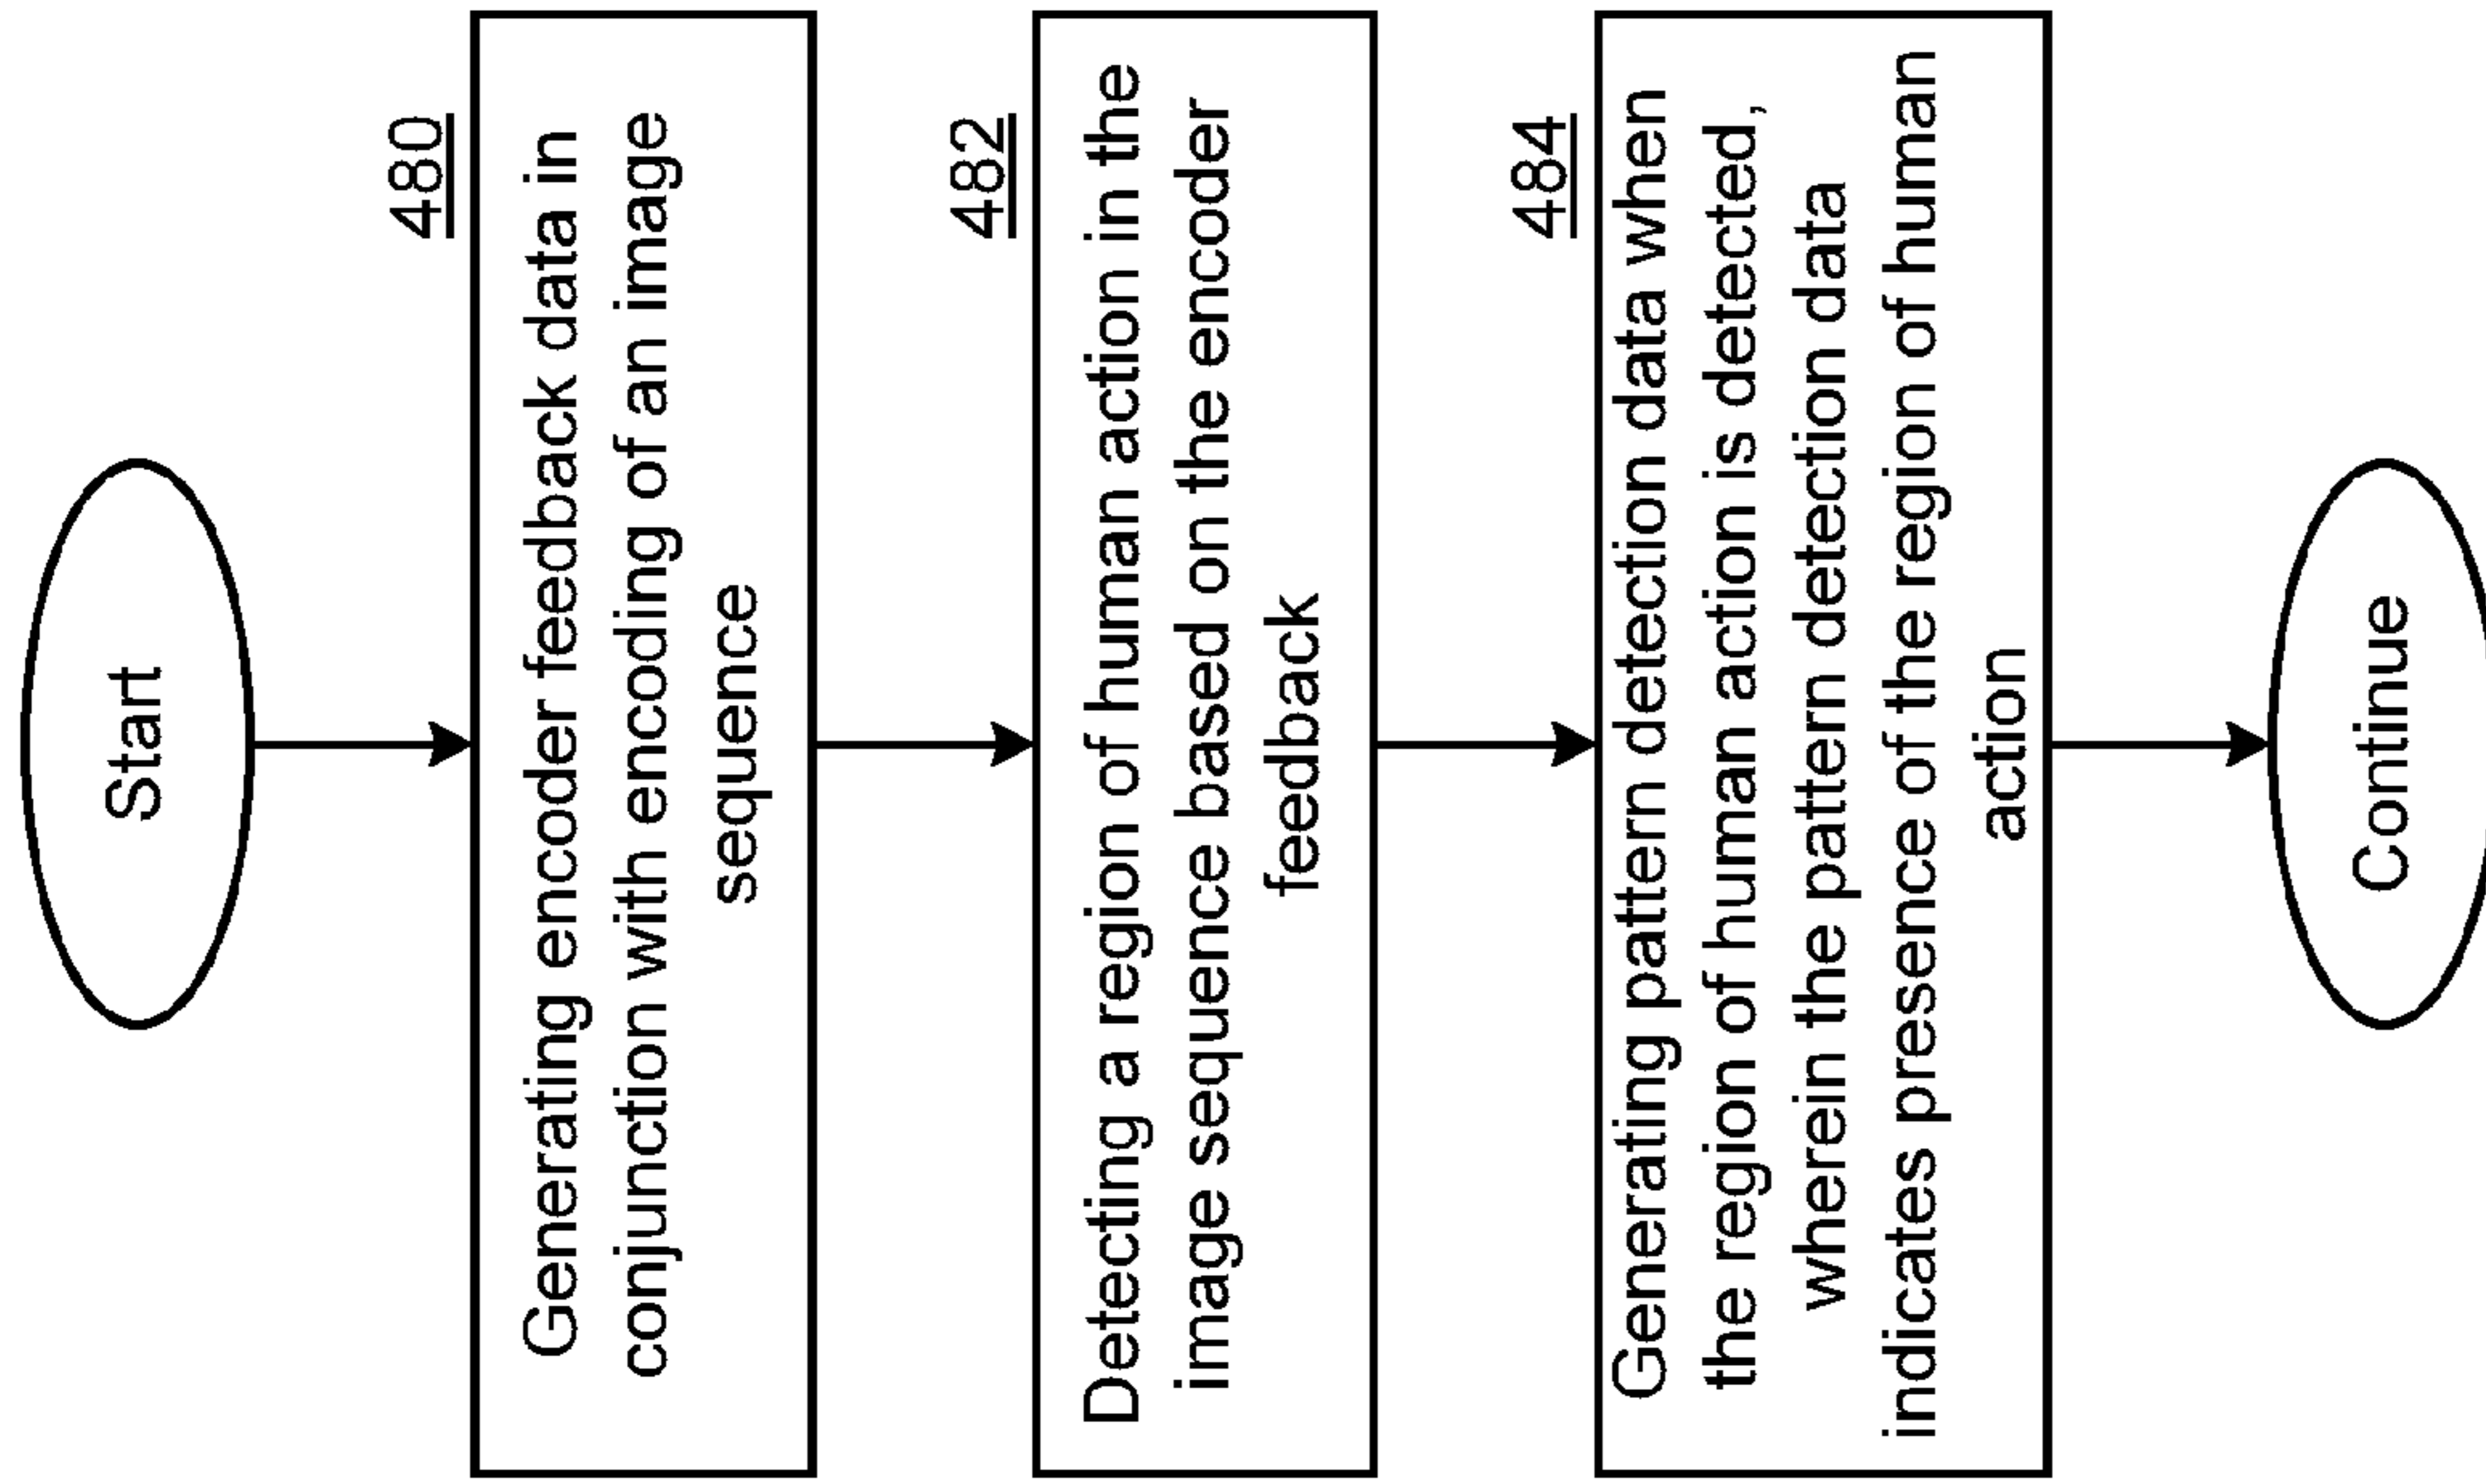 Start
480
Generating encoder feedback data in
conjunction with encoding of an image
sequence
482
Detecting a region of human action in the
image sequence based on the encoder
feedback
484
Generating pattern detection data when
the region of human action is detected,
wherein the pattern detection data
indicates presence of the region of human
action
Continue